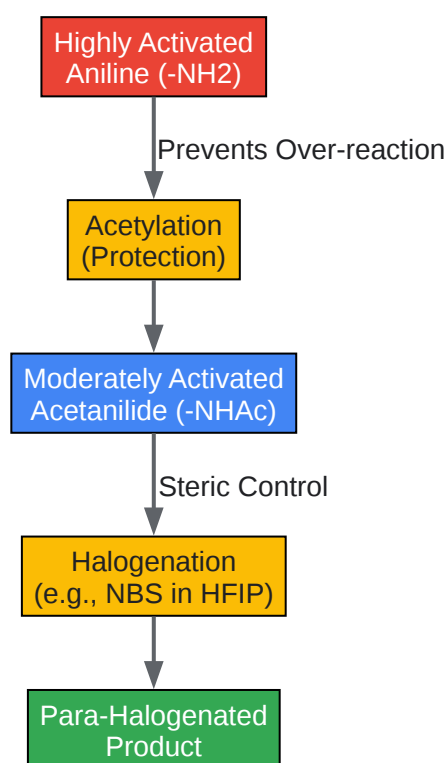 Highly Activated
Aniline (-NH2)
Prevents Over-reaction
Acetylation
(Protection)
Moderately Activated
Acetanilide (-NHAc)
Steric Control
Halogenation
(e.g., NBS in HFIP)
Para-Halogenated
Product